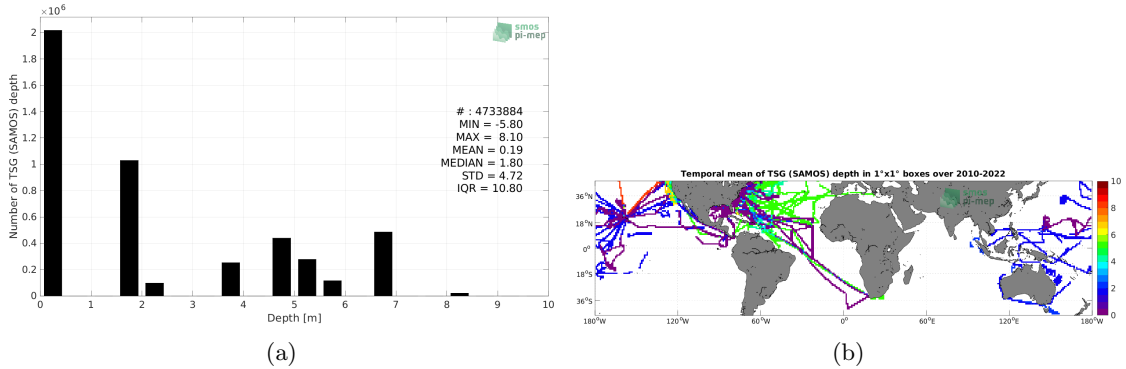 ×10⁶
2
1.8
1.6
1.4
1.2
1
0.8
0.6
0.4
0.2
0
Number of TSG (SAMOS) depth
smos
pi-mep
# : 4733884
MIN = -5.80
MAX = 8.10
MEAN = 0.19
MEDIAN = 1.80
STD = 4.72
IQR = 10.80
0 1 2 3 4 5 6 7 8 9 10
Depth [m]
(a)
Temporal mean of TSG (SAMOS) depth in 1°x1° boxes over 2010-2022
smos
pi-mep
36°N
18°N
0°
18°S
36°S
180°W 120°W 60°W 0° 60°E 120°E 180°E
10
8
6
4
2
0
(b)